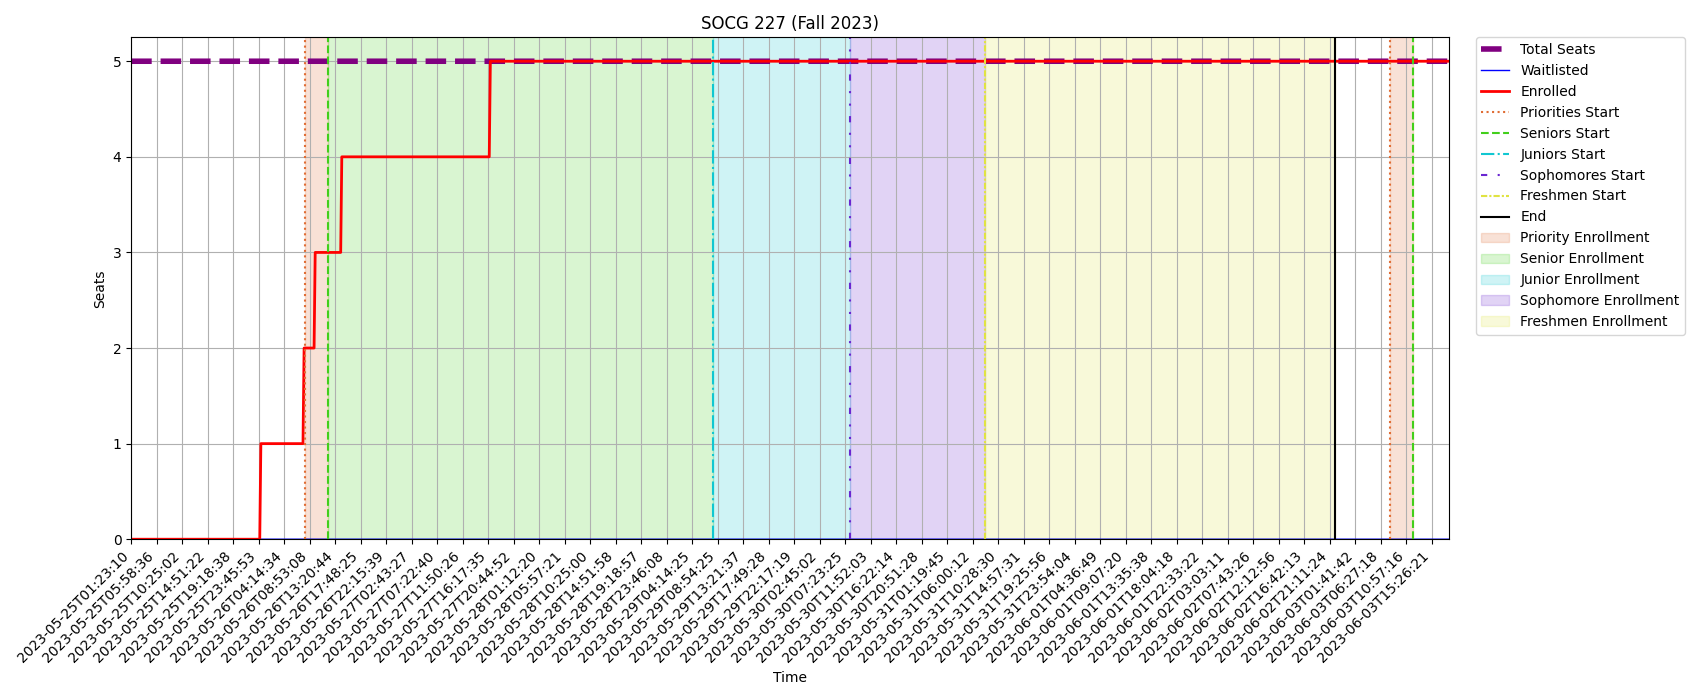 SOCG 227 (Fall 2023)
Total Seats
Waitlisted
Enrolled
Priorities Start
Seniors Start
Juniors Start
Sophomores Start
Freshmen Start
End
Priority Enrollment
Senior Enrollment
Junior Enrollment
Sophomore Enrollment
Freshmen Enrollment
Seats
5
4
3
2
1
0
2023-05-25T01:23:10
2023-05-25T05:58:36
2023-05-25T10:25:02
2023-05-25T14:51:22
2023-05-25T19:18:38
2023-05-25T23:45:53
2023-05-26T04:14:34
2023-05-26T08:53:08
2023-05-26T13:20:44
2023-05-26T17:48:25
2023-05-26T22:15:39
2023-05-27T02:43:27
2023-05-27T07:22:40
2023-05-27T11:50:26
2023-05-27T16:17:35
2023-05-27T20:44:52
2023-05-28T01:12:20
2023-05-28T05:57:21
2023-05-28T10:25:00
2023-05-28T14:51:58
2023-05-28T19:18:57
2023-05-28T23:46:08
2023-05-29T04:14:25
2023-05-29T08:54:25
2023-05-29T13:21:37
2023-05-29T17:49:28
2023-05-29T22:17:19
2023-05-30T02:45:02
2023-05-30T07:23:25
2023-05-30T11:52:03
2023-05-30T16:22:14
2023-05-30T20:51:28
2023-05-31T01:19:45
2023-05-31T06:00:12
2023-05-31T10:28:30
2023-05-31T14:57:31
2023-05-31T19:25:56
2023-05-31T23:54:04
2023-06-01T04:36:49
2023-06-01T09:07:20
2023-06-01T13:35:38
2023-06-01T18:04:18
2023-06-01T22:33:22
2023-06-02T03:03:11
2023-06-02T07:43:26
2023-06-02T12:12:56
2023-06-02T16:42:13
2023-06-02T21:11:24
2023-06-03T01:41:42
2023-06-03T06:27:18
2023-06-03T10:57:16
2023-06-03T15:26:21
Time